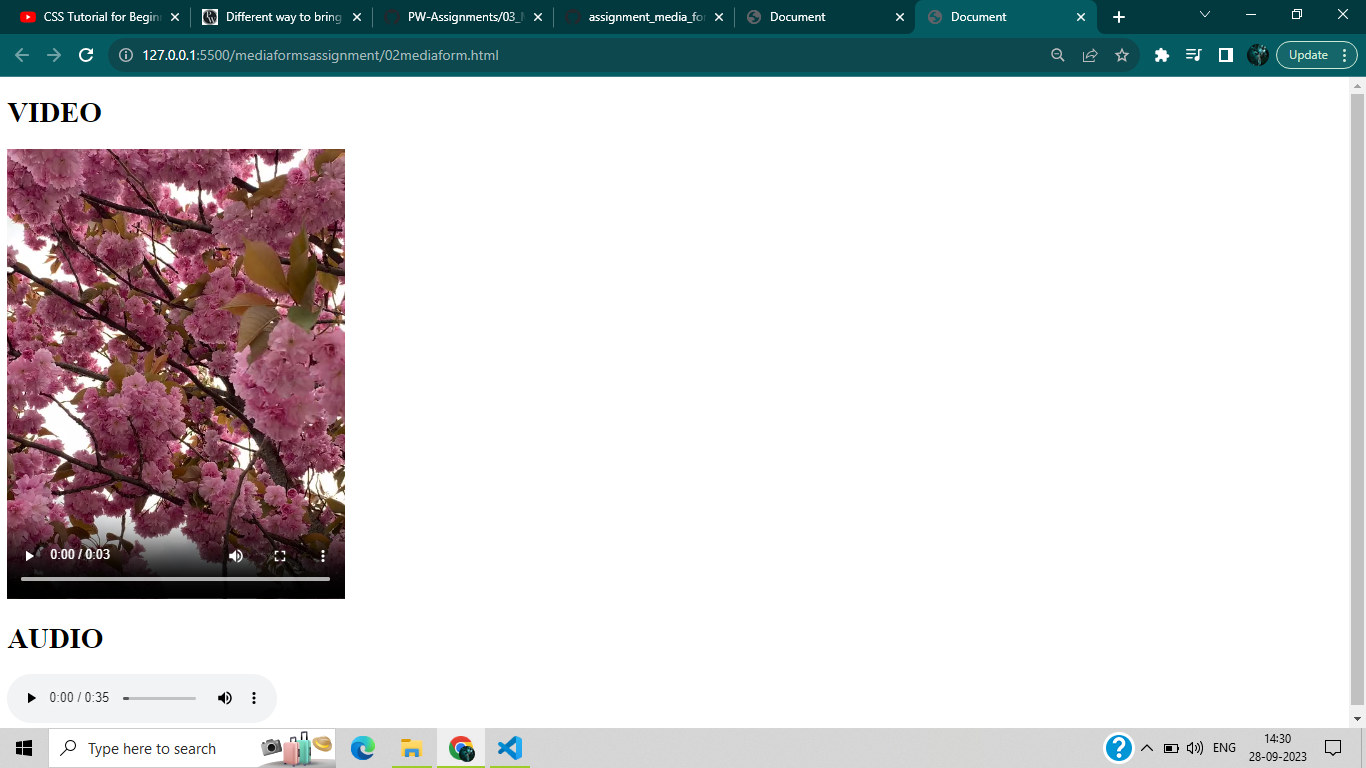 CSS Tutorial for Begin
Different way to bring
PW-Assignments/03_
assignment_media_for
Document
Document
127.0.0.1:5500/mediaformsassignment/02mediaform.html
Update
VIDEO
0:00 / 0:03
AUDIO
0:00 / 0:35
Type here to search
ENG
14:30
28-09-2023